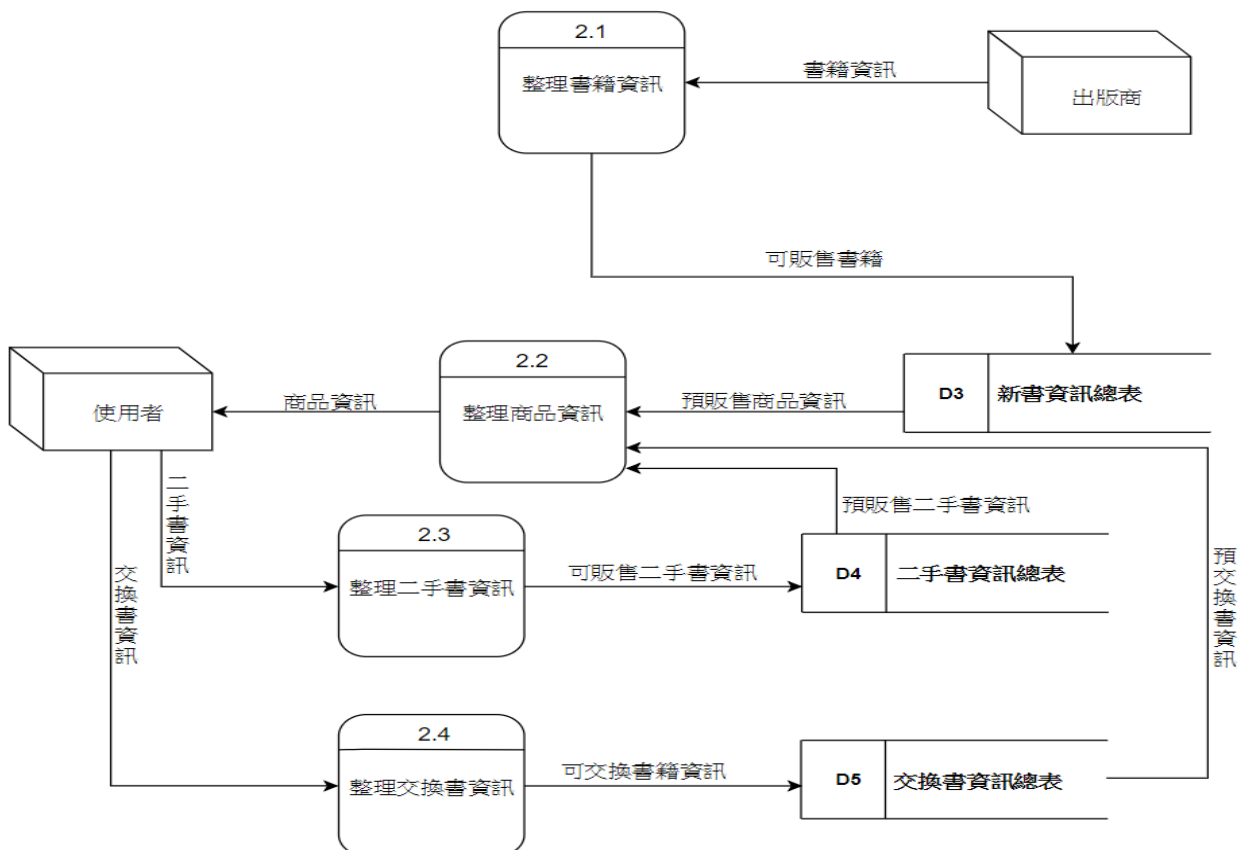 2.1
整理書籍資訊
書籍資訊
出版商
可販售書籍
使用者
商品資訊
2.2
整理商品資訊
預販售商品資訊
D3
新書資訊總表
二手書資訊
交換書資訊
2.3
整理二手書資訊
可販售二手書資訊
預販售二手書資訊
D4
二手書資訊總表
預交換書資訊
2.4
整理交換書資訊
可交換書籍資訊
D5
交換書資訊總表